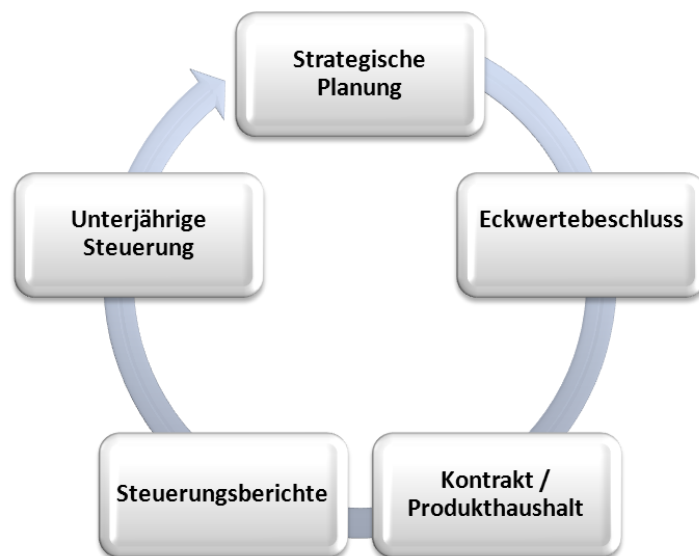 Strategische
Planung
Eckwertebeschluss
Kontrakt /
Produkthaushalt
Steuerungsberichte
Unterjährige
Steuerung